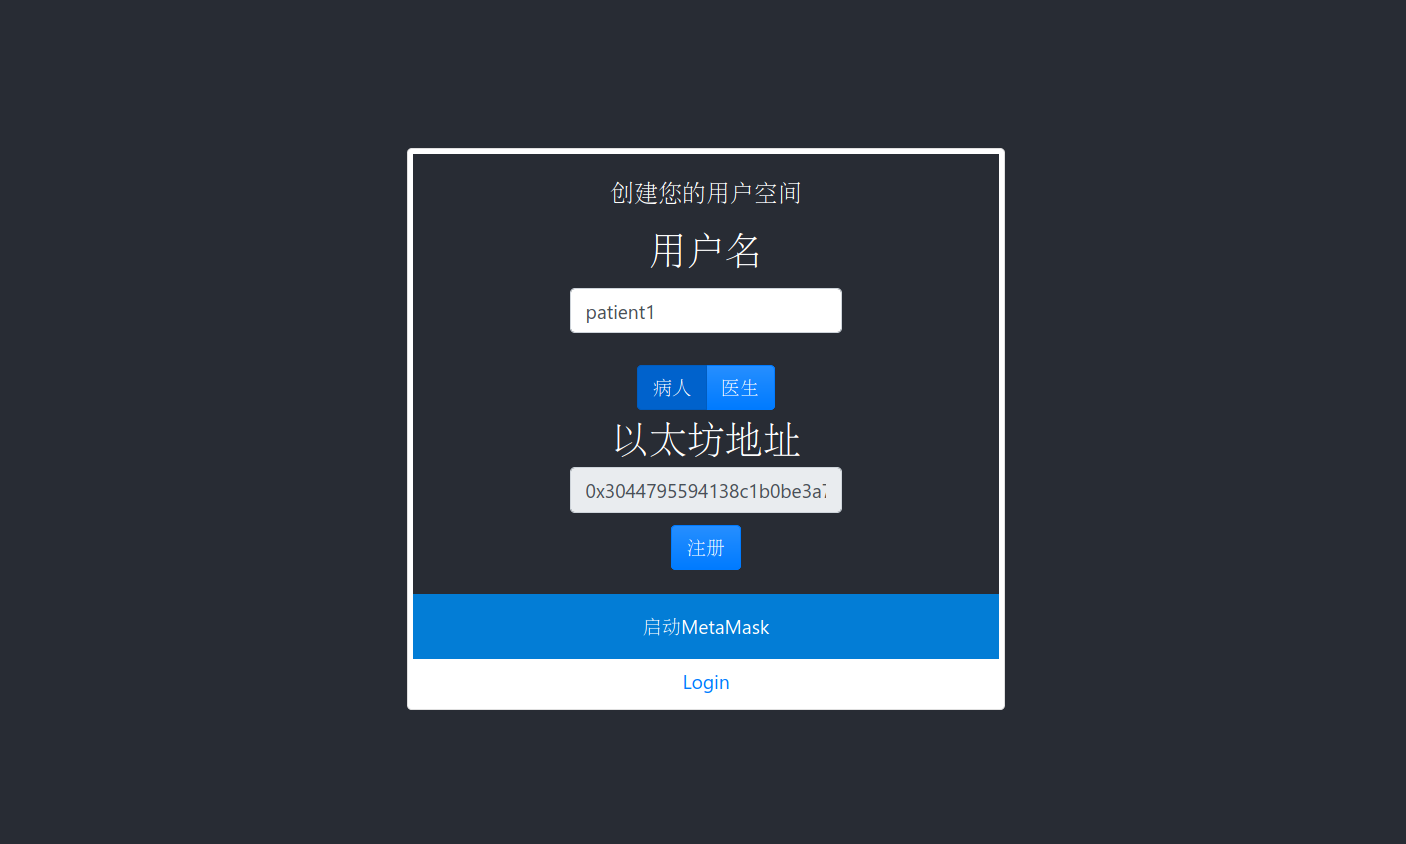 创建您的用户空间
用户名
patient1
病人 医生
以太坊地址
0x3044795594138c1b0be3a
注册
启动MetaMask
Login